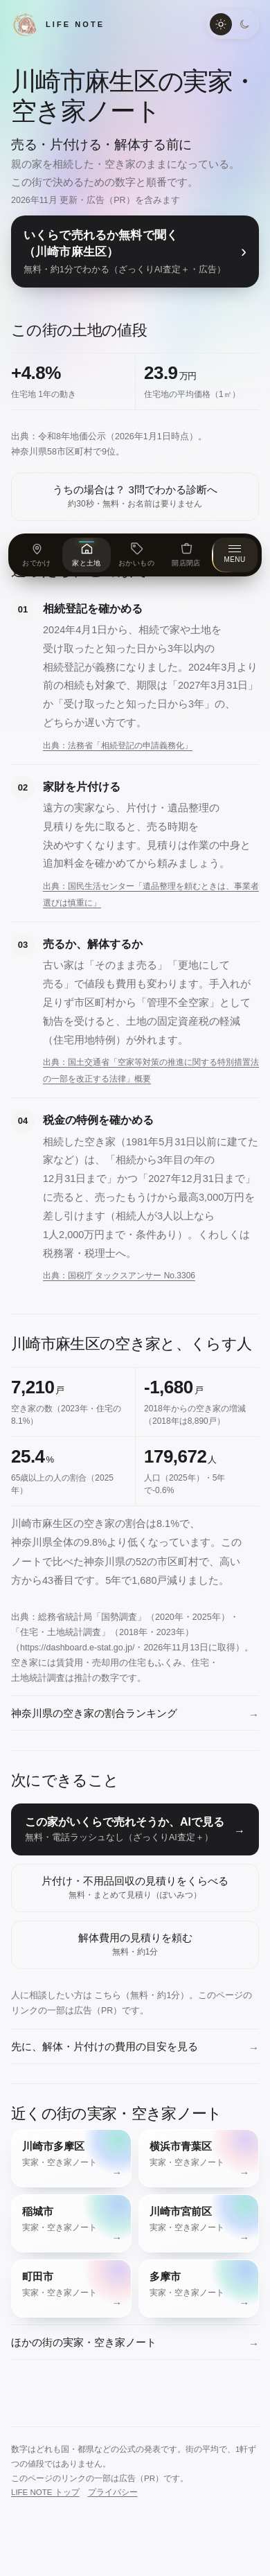 LIFE NOTE
川崎市麻生区の実家・
空き家ノート
売る・片付ける・解体する前に
親の家を相続した・空き家のままになっている。
この街で決めるための数字と順番です。
2026年11月 更新・広告（PR）を含みます
いくらで売れるか無料で聞く
（川崎市麻生区）
無料・約1分でわかる（ざっくりAI査定＋・広告）
›
この街の土地の値段
+4.8%
住宅地 1年の動き
23.9万円
住宅地の平均価格（1㎡）
出典：令和8年地価公示（2026年1月1日時点）。
神奈川県58市区町村で9位。
うちの場合は？ 3問でわかる診断へ
約30秒・無料・お名前は要りません
おでかけ
家と土地
おかいもの
開店閉店
MENU
01
相続登記を確かめる
2024年4月1日から、相続で家や土地を
受け取ったと知った日から3年以内の
相続登記が義務になりました。2024年3月より
前の相続も対象で、期限は「2027年3月31日」
か「受け取ったと知った日から3年」の、
どちらか遅い方です。
出典：法務省「相続登記の申請義務化」
02
家財を片付ける
遠方の実家なら、片付け・遺品整理の
見積りを先に取ると、売る時期を
決めやすくなります。見積りは作業の中身と
追加料金を確かめてから頼みましょう。
出典：国民生活センター「遺品整理を頼むときは、事業者
選びは慎重に」
03
売るか、解体するか
古い家は「そのまま売る」「更地にして
売る」で値段も費用も変わります。手入れが
足りず市区町村から「管理不全空家」として
勧告を受けると、土地の固定資産税の軽減
（住宅用地特例）が外れます。
出典：国土交通省「空家等対策の推進に関する特別措置法
の一部を改正する法律」概要
04
税金の特例を確かめる
相続した空き家（1981年5月31日以前に建てた
家など）は、「相続から3年目の年の
12月31日まで」かつ「2027年12月31日まで」
に売ると、売ったもうけから最高3,000万円を
差し引けます（相続人が3人以上なら
1人2,000万円まで・条件あり）。くわしくは
税務署・税理士へ。
出典：国税庁 タックスアンサー No.3306
川崎市麻生区の空き家と、くらす人
7,210戸
空き家の数（2023年・住宅の
8.1%）
-1,680戸
2018年からの空き家の増減
（2018年は8,890戸）
25.4%
65歳以上の人の割合（2025
年）
179,672人
人口（2025年）・5年
で-0.6%
川崎市麻生区の空き家の割合は8.1%で、
神奈川県全体の9.8%より低くなっています。この
ノートで比べた神奈川県の52の市区町村で、高い
方から43番目です。5年で1,680戸減りました。
出典：総務省統計局「国勢調査」（2020年・2025年）・
「住宅・土地統計調査」（2018年・2023年）
（https://dashboard.e-stat.go.jp/・2026年11月13日に取得）。
空き家には賃貸用・売却用の住宅もふくみ、住宅・
土地統計調査は推計の数字です。
神奈川県の空き家の割合ランキング →
次にできること
この家がいくらで売れそうか、AIで見る
無料・電話ラッシュなし（ざっくりAI査定＋） →
片付け・不用品回収の見積りをくらべる
無料・まとめて見積り（ぽいみつ）
解体費用の見積りを頼む
無料・約1分
人に相談したい方は こちら（無料・約1分）。このページの
リンクの一部は広告（PR）です。
先に、解体・片付けの費用の目安を見る →
近くの街の実家・空き家ノート
川崎市多摩区
実家・空き家ノート
→
横浜市青葉区
実家・空き家ノート
→
稲城市
実家・空き家ノート
→
川崎市宮前区
実家・空き家ノート
→
町田市
実家・空き家ノート
→
多摩市
実家・空き家ノート
→
ほかの街の実家・空き家ノート →
数字はどれも国・都県などの公式の発表です。街の平均で、1軒ず
つの値段ではありません。
このページのリンクの一部は広告（PR）です。
LIFE NOTE トップ プライバシー